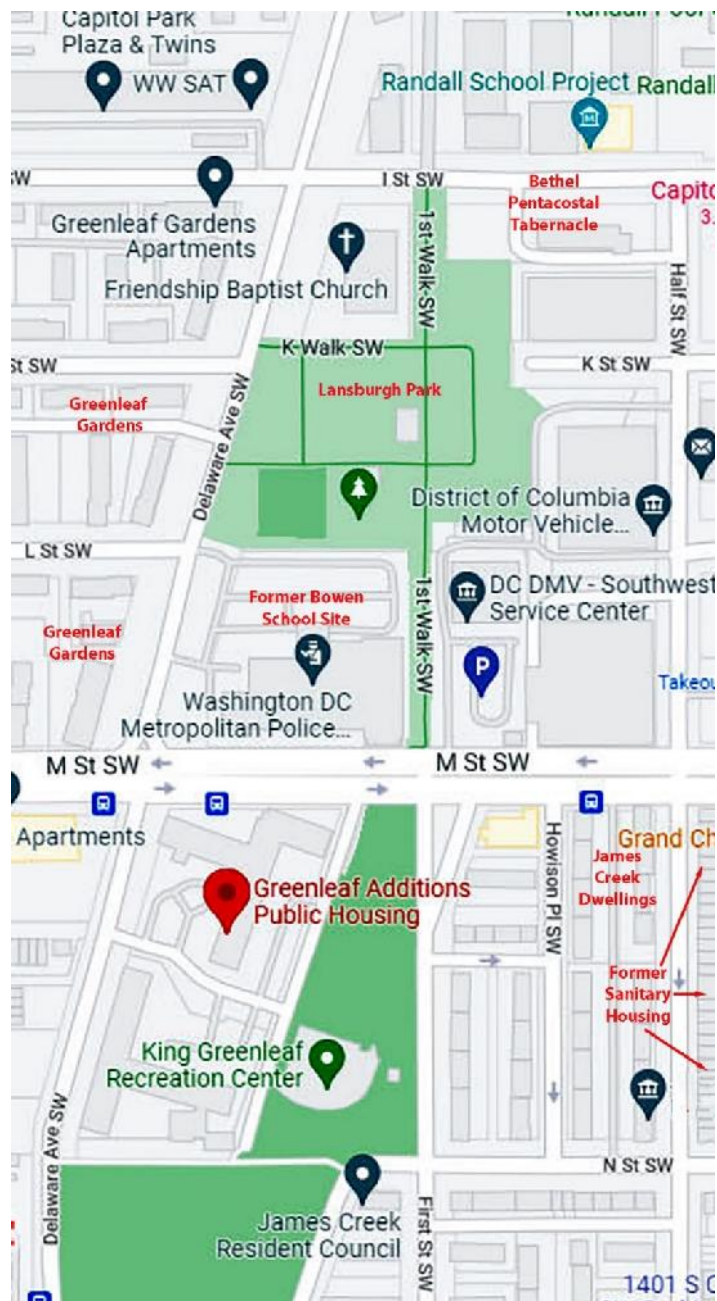 Capitol Park
Plaza & Twins
WW SAT
Randall School Project
Randall
I St SW
Bethel
Pentacostal
Tabernacle
Capito
3.
Greenleaf Gardens
Apartments
Friendship Baptist Church
1st Walk SW
Half St SW
K Walk SW
St SW
K St SW
Lansburgh Park
Greenleaf
Gardens
Delaware Ave SW
District of Columbia
Motor Vehicle...
L St SW
Former Bowen
School Site
1st Walk SW
DC DMV - Southwest
Service Center
Greenleaf
Gardens
P
Washington DC
Metropolitan Police...
Takeou
M St SW
M St SW
Apartments
Howison Pl SW
Grand Ch
James
Creek
Dwellings
Greenleaf Additions
Public Housing
Former
Sanitary
Housing
King Greenleaf
Recreation Center
Delaware Ave SW
N St SW
James Creek
Resident Council
First St SW
1401 S C